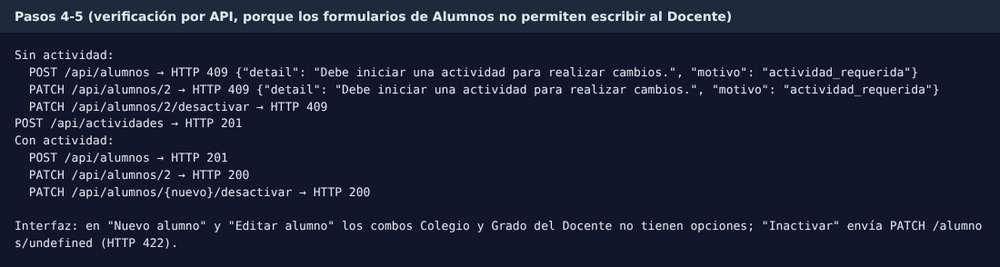 Pasos 4-5 (verificación por API, porque los formularios de Alumnos no permiten escribir al Docente)
Sin actividad:
  POST /api/alumnos → HTTP 409 {"detail": "Debe iniciar una actividad para realizar cambios.", "motivo": "actividad_requerida"}
  PATCH /api/alumnos/2 → HTTP 409 {"detail": "Debe iniciar una actividad para realizar cambios.", "motivo": "actividad_requerida"}
  PATCH /api/alumnos/2/desactivar → HTTP 409
POST /api/actividades → HTTP 201
Con actividad:
  POST /api/alumnos → HTTP 201
  PATCH /api/alumnos/2 → HTTP 200
  PATCH /api/alumnos/{nuevo}/desactivar → HTTP 200
Interfaz: en "Nuevo alumno" y "Editar alumno" los combos Colegio y Grado del Docente no tienen opciones; "Inactivar" envía PATCH /alumno
s/undefined (HTTP 422).